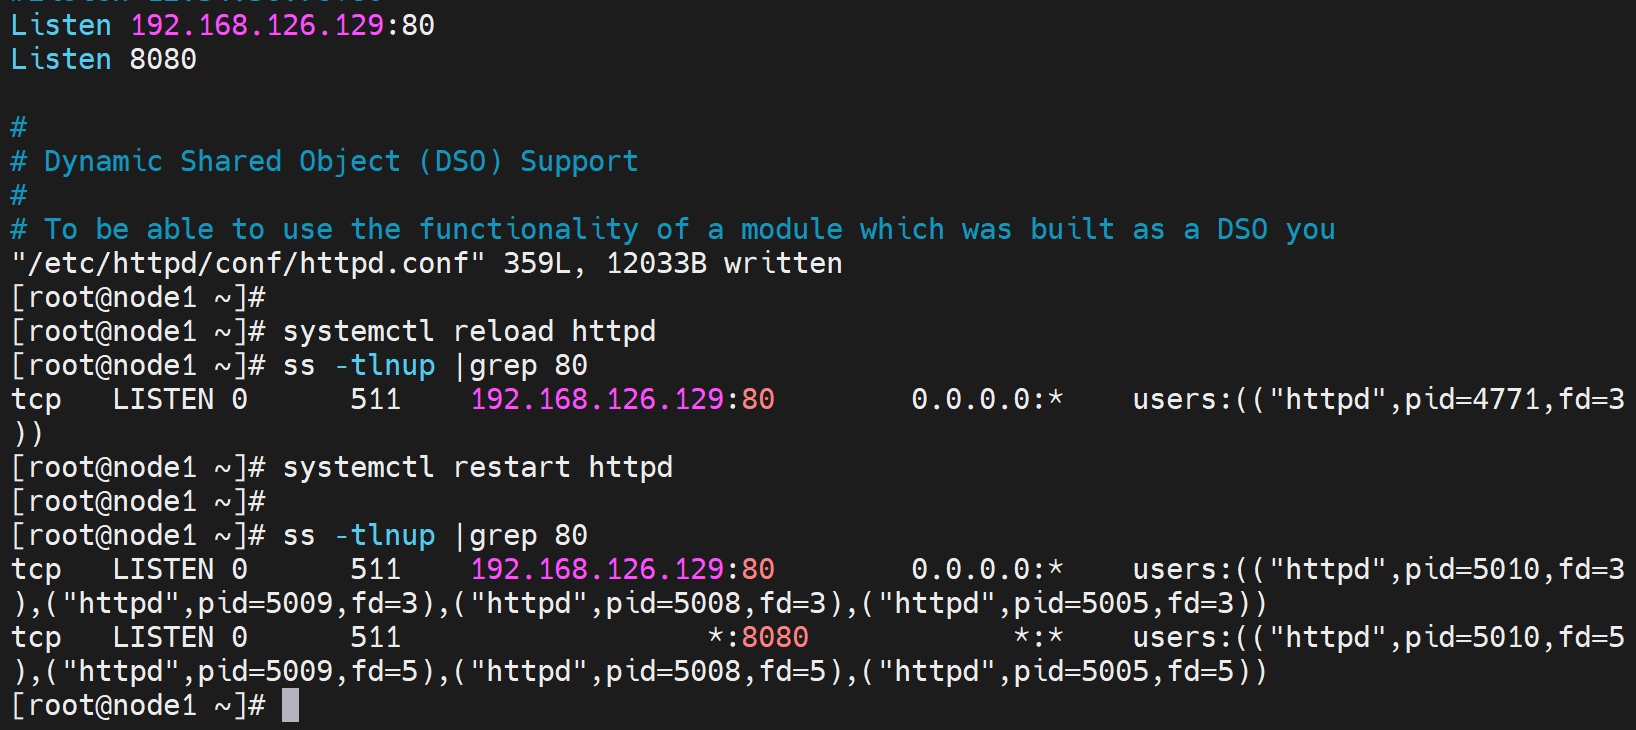 Listen 192.168.126.129:80
Listen 8080
#
# Dynamic Shared Object (DSO) Support
#
# To be able to use the functionality of a module which was built as a DSO you
"/etc/httpd/conf/httpd.conf" 359L, 12033B written
[root@node1 ~]#
[root@node1 ~]# systemctl reload httpd
[root@node1 ~]# ss -tlnup |grep 80
tcp   LISTEN 0      511    192.168.126.129:80        0.0.0.0:*    users:(("httpd",pid=4771,fd=3
))
[root@node1 ~]# systemctl restart httpd
[root@node1 ~]#
[root@node1 ~]# ss -tlnup |grep 80
tcp   LISTEN 0      511    192.168.126.129:80        0.0.0.0:*    users:(("httpd",pid=5010,fd=3
),("httpd",pid=5009,fd=3),("httpd",pid=5008,fd=3),("httpd",pid=5005,fd=3))
tcp   LISTEN 0      511                  *:8080            *:*    users:(("httpd",pid=5010,fd=5
),("httpd",pid=5009,fd=5),("httpd",pid=5008,fd=5),("httpd",pid=5005,fd=5))
[root@node1 ~]#